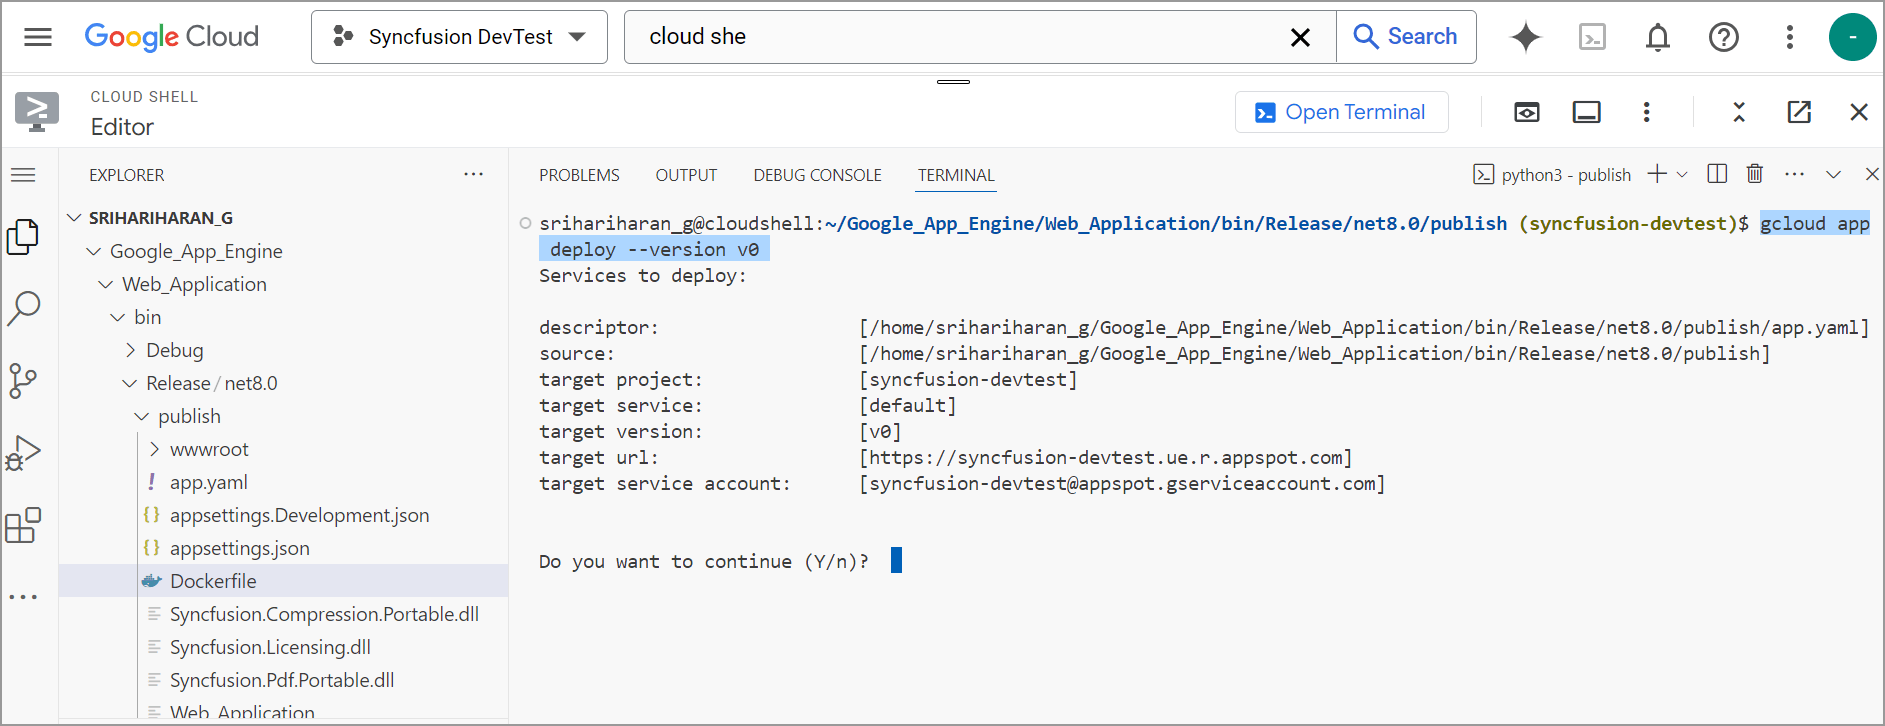 Google Cloud
Syncfusion DevTest
cloud she
Search
-
CLOUD SHELL
Editor
Open Terminal
EXPLORER
SRIHARIHARAN_G
Google_App_Engine
Web_Application
bin
Debug
Release/net8.0
publish
wwwroot
! app.yaml
{} appsettings.Development.json
{} appsettings.json
Dockerfile
Syncfusion.Compression.Portable.dll
Syncfusion.Licensing.dll
Syncfusion.Pdf.Portable.dll
Web_Application
PROBLEMS OUTPUT DEBUG CONSOLE TERMINAL
python3 - publish
srihariharan_g@cloudshell:~/Google_App_Engine/Web_Application/bin/Release/net8.0/publish (syncfusion-devtest)$ gcloud app
deploy --version v0
Services to deploy:
descriptor: [/home/srihariharan_g/Google_App_Engine/Web_Application/bin/Release/net8.0/publish/app.yaml]
source: [/home/srihariharan_g/Google_App_Engine/Web_Application/bin/Release/net8.0/publish]
target project: [syncfusion-devtest]
target service: [default]
target version: [v0]
target url: [https://syncfusion-devtest.ue.r.appspot.com]
target service account: [syncfusion-devtest@appspot.gserviceaccount.com]
Do you want to continue (Y/n)?